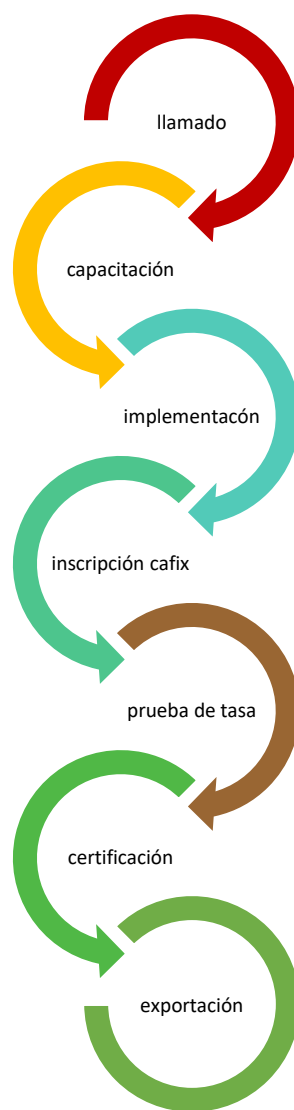 llamado
capacitación
implementacón
inscripción cafix
prueba de tasa
certificación
exportación